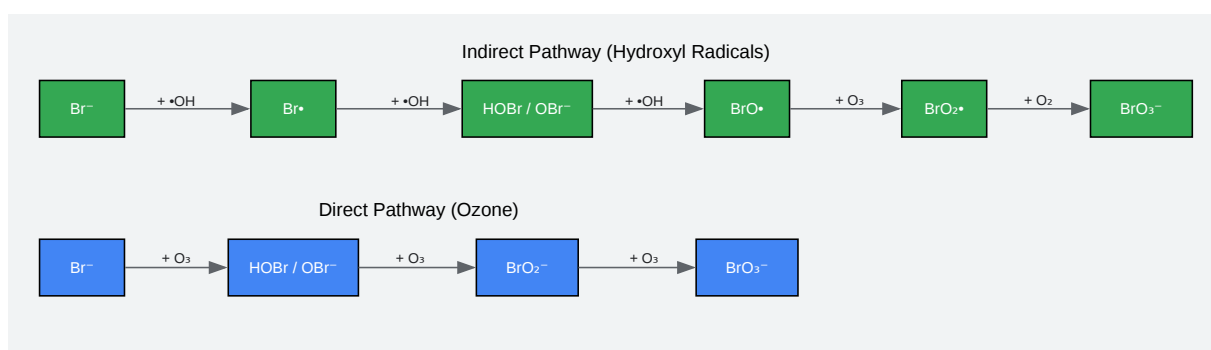 Indirect Pathway (Hydroxyl Radicals)
Br⁻ + •OH Br• + •OH HOBr / OBr⁻ + •OH BrO• + O₃ BrO₂• + O₂ BrO₃⁻
Direct Pathway (Ozone)
Br⁻ + O₃ HOBr / OBr⁻ + O₃ BrO₂⁻ + O₃ BrO₃⁻